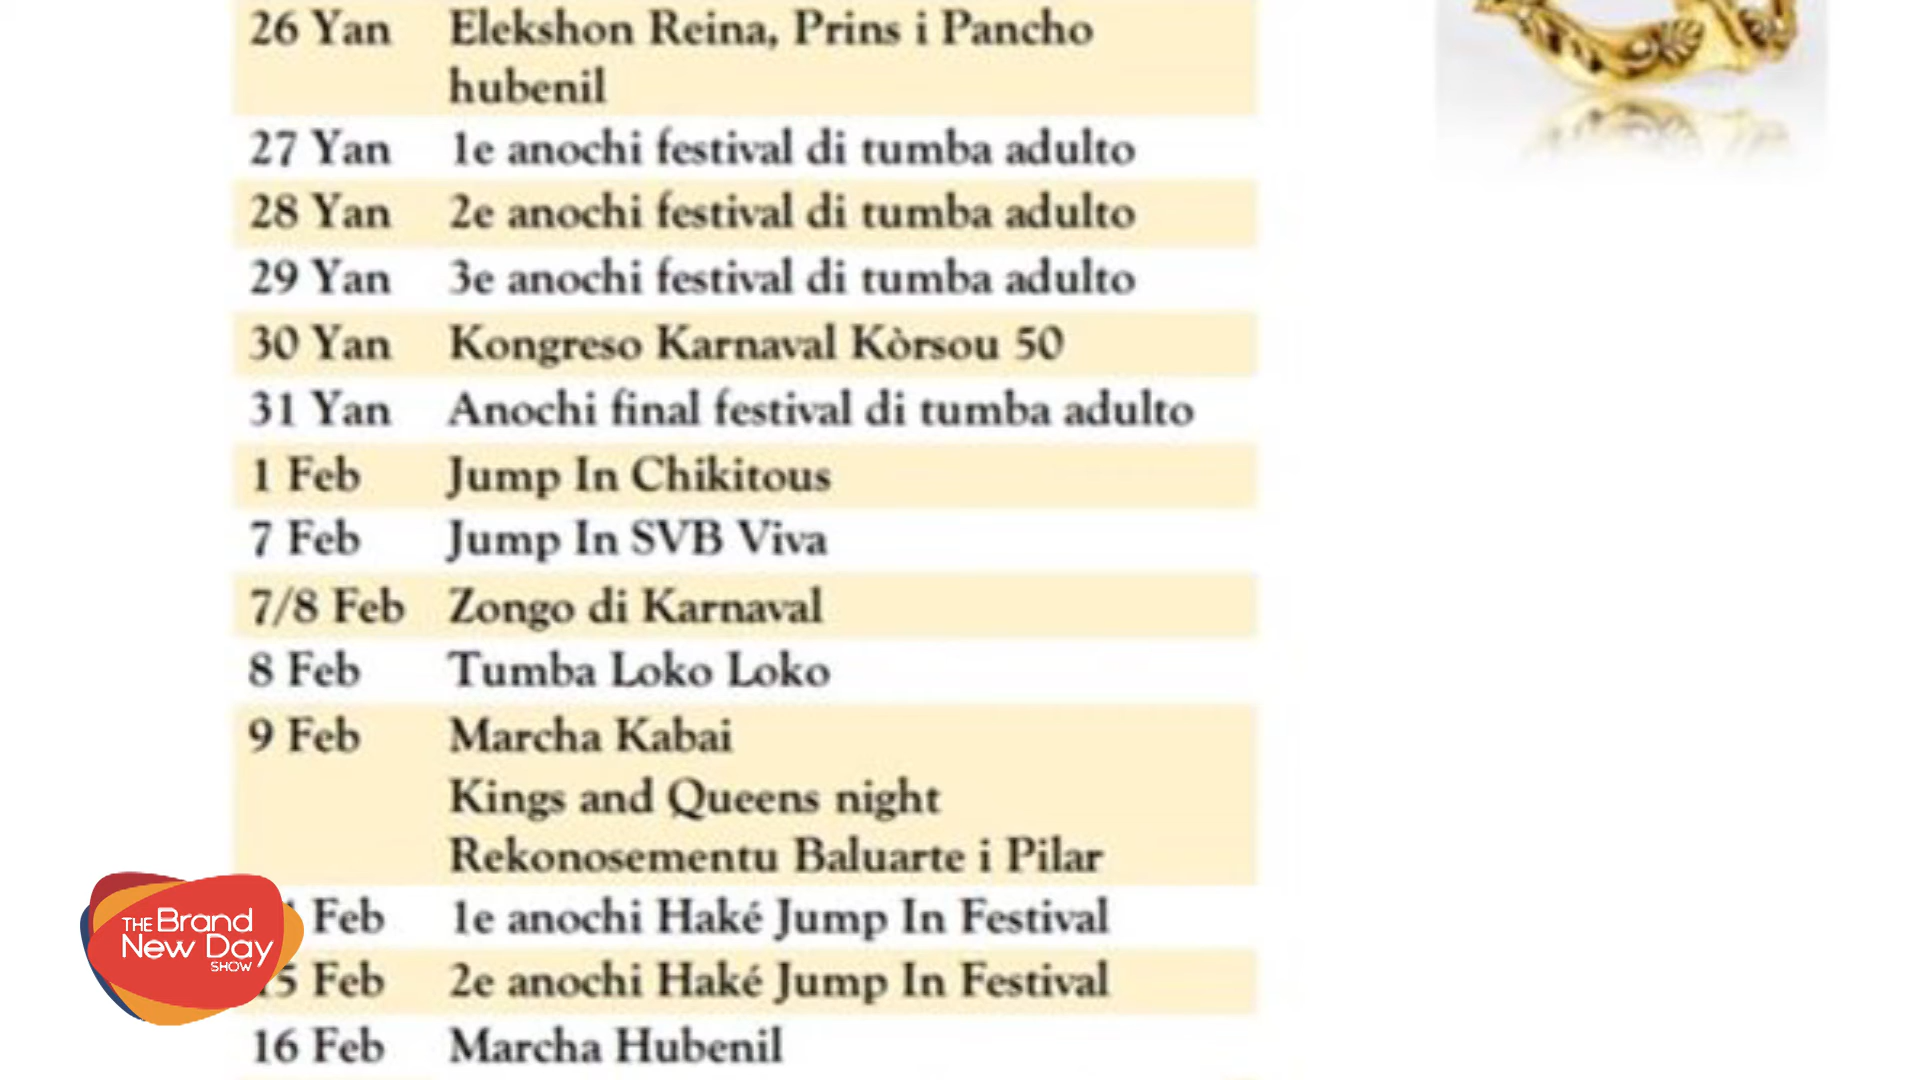 26 Yan Elekshon Reina, Prins i Pancho
hubenil
27 Yan 1e anochi festival di tumba adulto
28 Yan 2e anochi festival di tumba adulto
29 Yan 3e anochi festival di tumba adulto
30 Yan Kongreso Karnaval Kòrsou 50
31 Yan Anochi final festival di tumba adulto
1 Feb Jump In Chikitous
7 Feb Jump In SVB Viva
7/8 Feb Zongo di Karnaval
8 Feb Tumba Loko Loko
9 Feb Marcha Kabai
Kings and Queens night
Rekonosementu Baluarte i Pilar
Feb 1e anochi Haké Jump In Festival
5 Feb 2e anochi Haké Jump In Festival
16 Feb Marcha Hubenil
THE Brand
New Day
SHOW